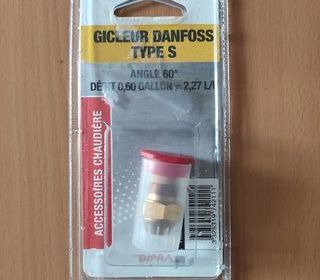 GICLEUR DANFOSS
TYPE S
ANGLE 60°
DÉBIT 0,60 GALLON = 2,27 L/
ACCESSOIRES CHAUDIÈRE
DIPRA